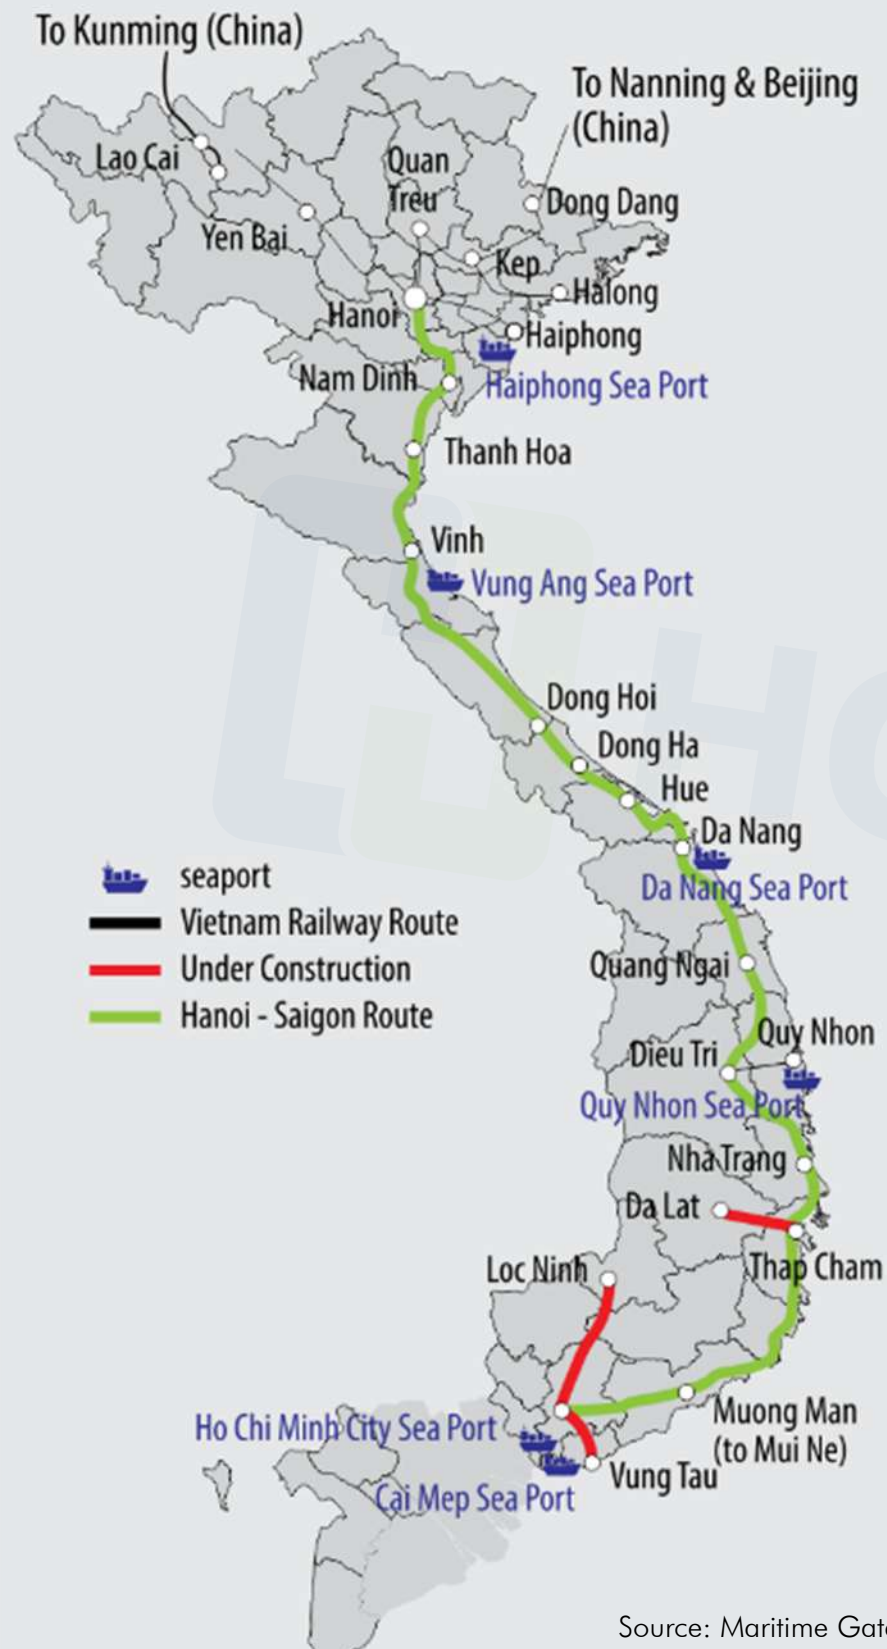 To Kunming (China)
To Nanning & Beijing
(China)
Lao Cai
Quan
Treu
Dong Dang
Yen Bai
Kep
Halong
Hanoi
Haiphong
Nam Dinh
Haiphong Sea Port
Thanh Hoa
Vinh
Vung Ang Sea Port
Dong Hoi
Dong Ha
Hue
Da Nang
Da Nang Sea Port
seaport
Vietnam Railway Route
Under Construction
Hanoi - Saigon Route
Quang Ngai
Quy Nhon
Dieu Tri
Quy Nhon Sea Port
Nha Trang
Da Lat
Thap Cham
Loc Ninh
Muong Man
(to Mui Ne)
Ho Chi Minh City Sea Port
Vung Tau
Cai Mep Sea Port
Source: Maritime